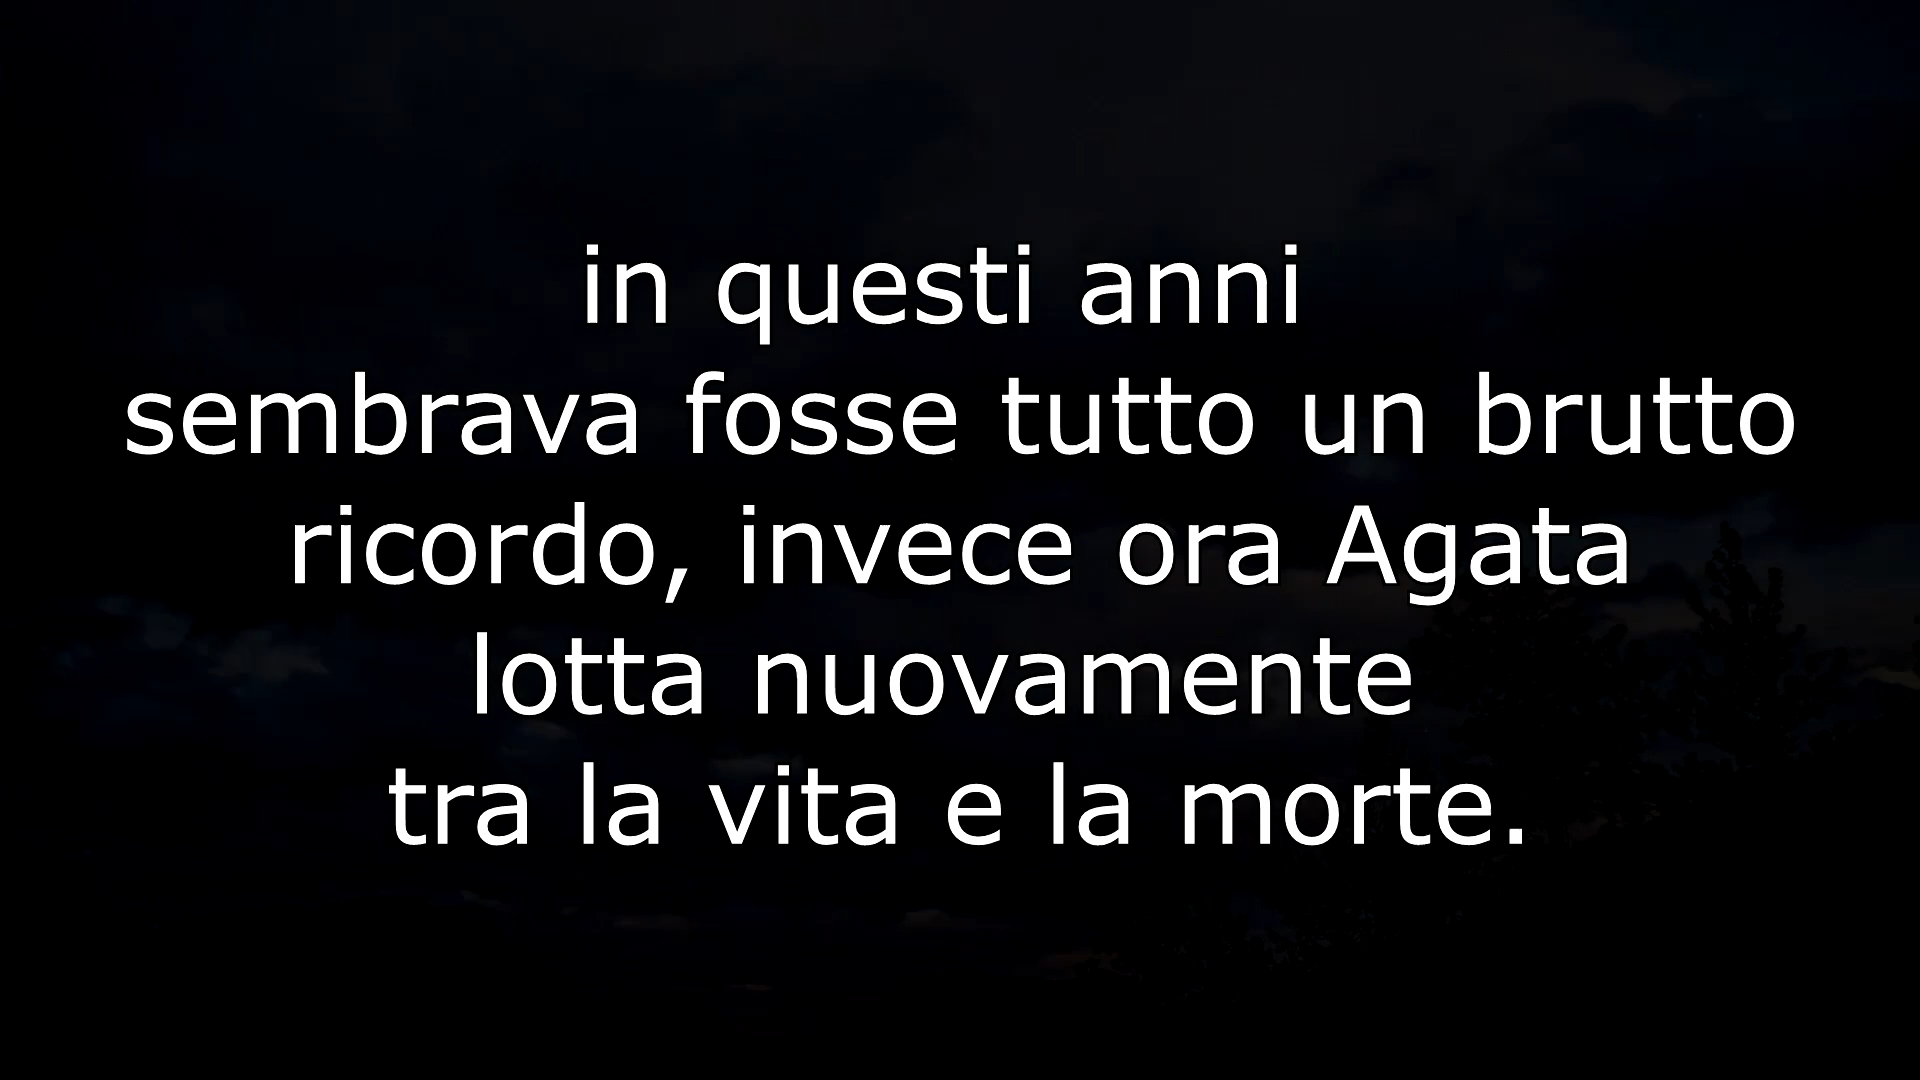 in questi anni
sembrava fosse tutto un brutto
ricordo, invece ora Agata
lotta nuovamente
tra la vita e la morte.